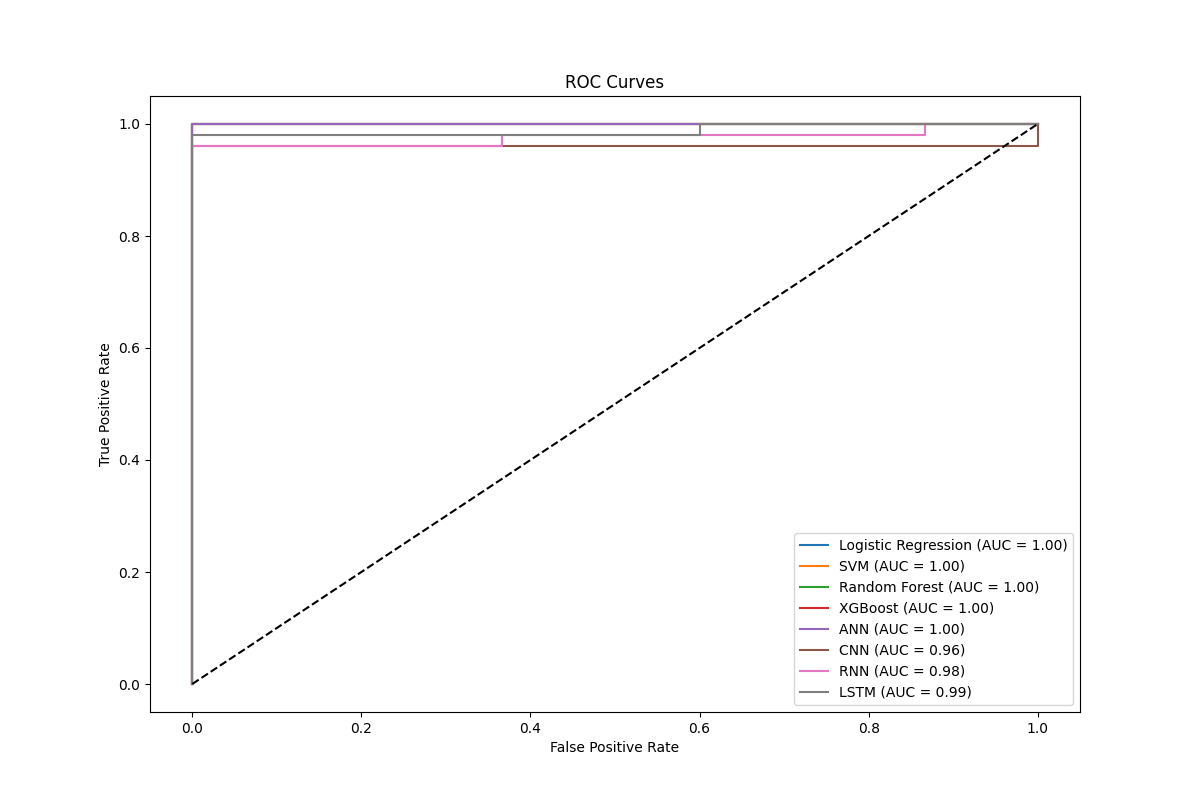 ROC Curves
True Positive Rate
1.0
0.8
0.6
0.4
0.2
0.0
Logistic Regression (AUC = 1.00)
SVM (AUC = 1.00)
Random Forest (AUC = 1.00)
XGBoost (AUC = 1.00)
ANN (AUC = 1.00)
CNN (AUC = 0.96)
RNN (AUC = 0.98)
LSTM (AUC = 0.99)
0.0 0.2 0.4 0.6 0.8 1.0
False Positive Rate